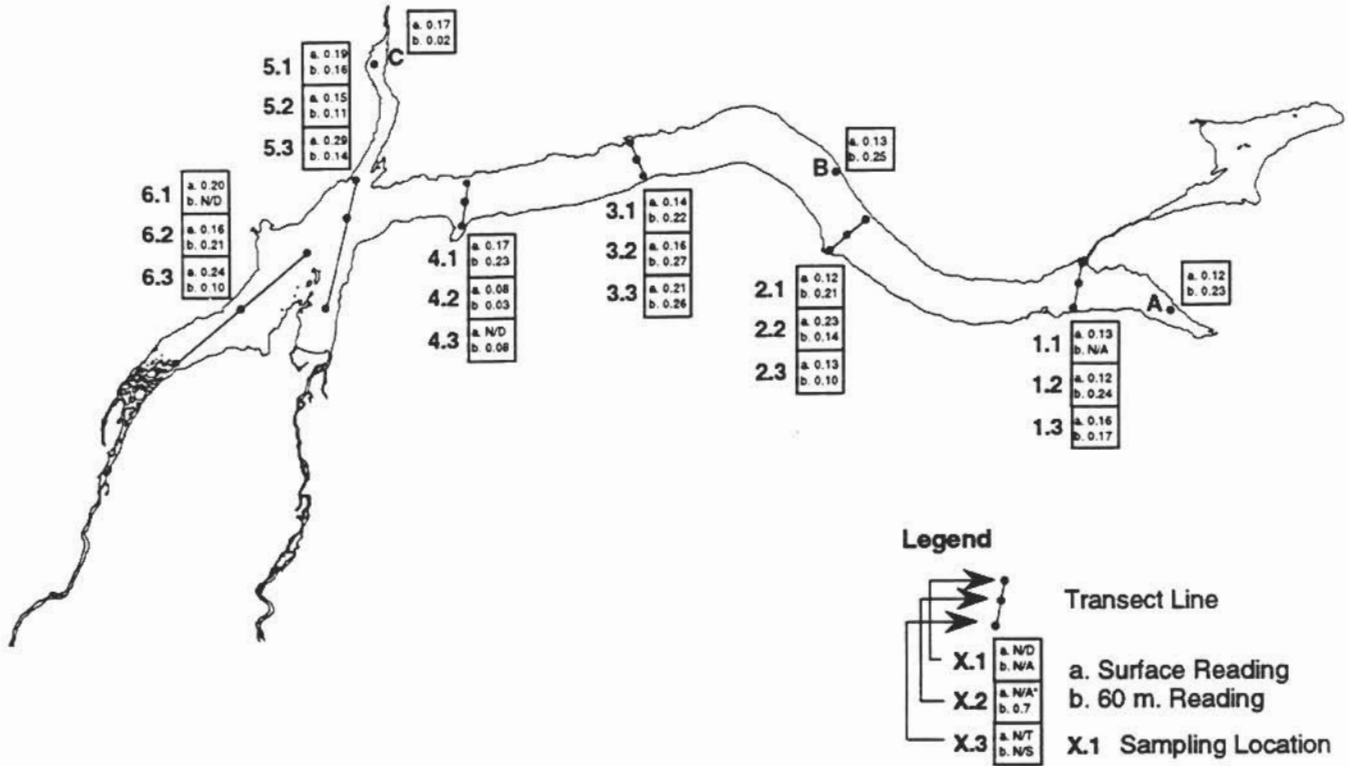 a. 0.17
b. 0.02
C
5.1
a. 0.19
b. 0.16
5.2
a. 0.15
b. 0.11
5.3
a. 0.29
b. 0.14
6.1
a. 0.20
b. N/D
6.2
a. 0.16
b. 0.21
6.3
a. 0.24
b. 0.10
4.1
a. 0.17
b. 0.23
4.2
a. 0.08
b. 0.03
4.3
a. N/D
b. 0.08
3.1
a. 0.14
b. 0.22
3.2
a. 0.16
b. 0.27
3.3
a. 0.21
b. 0.26
B
a. 0.13
b. 0.25
2.1
a. 0.12
b. 0.21
2.2
a. 0.23
b. 0.14
2.3
a. 0.13
b. 0.10
A
a. 0.12
b. 0.23
1.1
a. 0.13
b. N/A
1.2
a. 0.12
b. 0.24
1.3
a. 0.16
b. 0.17
Legend
Transect Line
X.1
a. N/D
b. N/A
X.2
a. N/A*
b. 0.7
X.3
a. N/T
b. N/S
a. Surface Reading
b. 60 m. Reading
X.1 Sampling Location